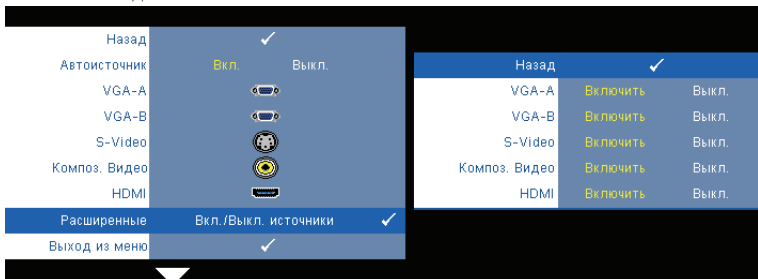 Назад
Автоисточник Вкл. Выкл.
VGA-A
VGA-B
S-Video
Композ. Видео
HDMI
Расширенные Вкл./Выкл. источники
Выход из меню
Назад
VGA-A Включить Выкл.
VGA-B Включить Выкл.
S-Video Включить Выкл.
Композ. Видео Включить Выкл.
HDMI Включить Выкл.